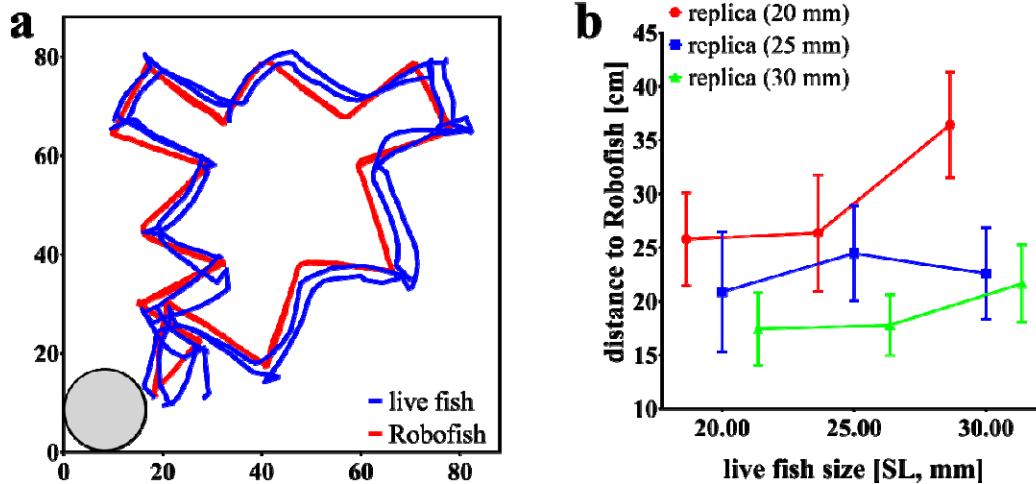 a
80
60
40
20
0
0 20 40 60 80
live fish
Robofish
b
replica (20 mm)
replica (25 mm)
replica (30 mm)
distance to Robofish [cm]
45
40
35
30
25
20
15
10
20.00 25.00 30.00
live fish size [SL, mm]